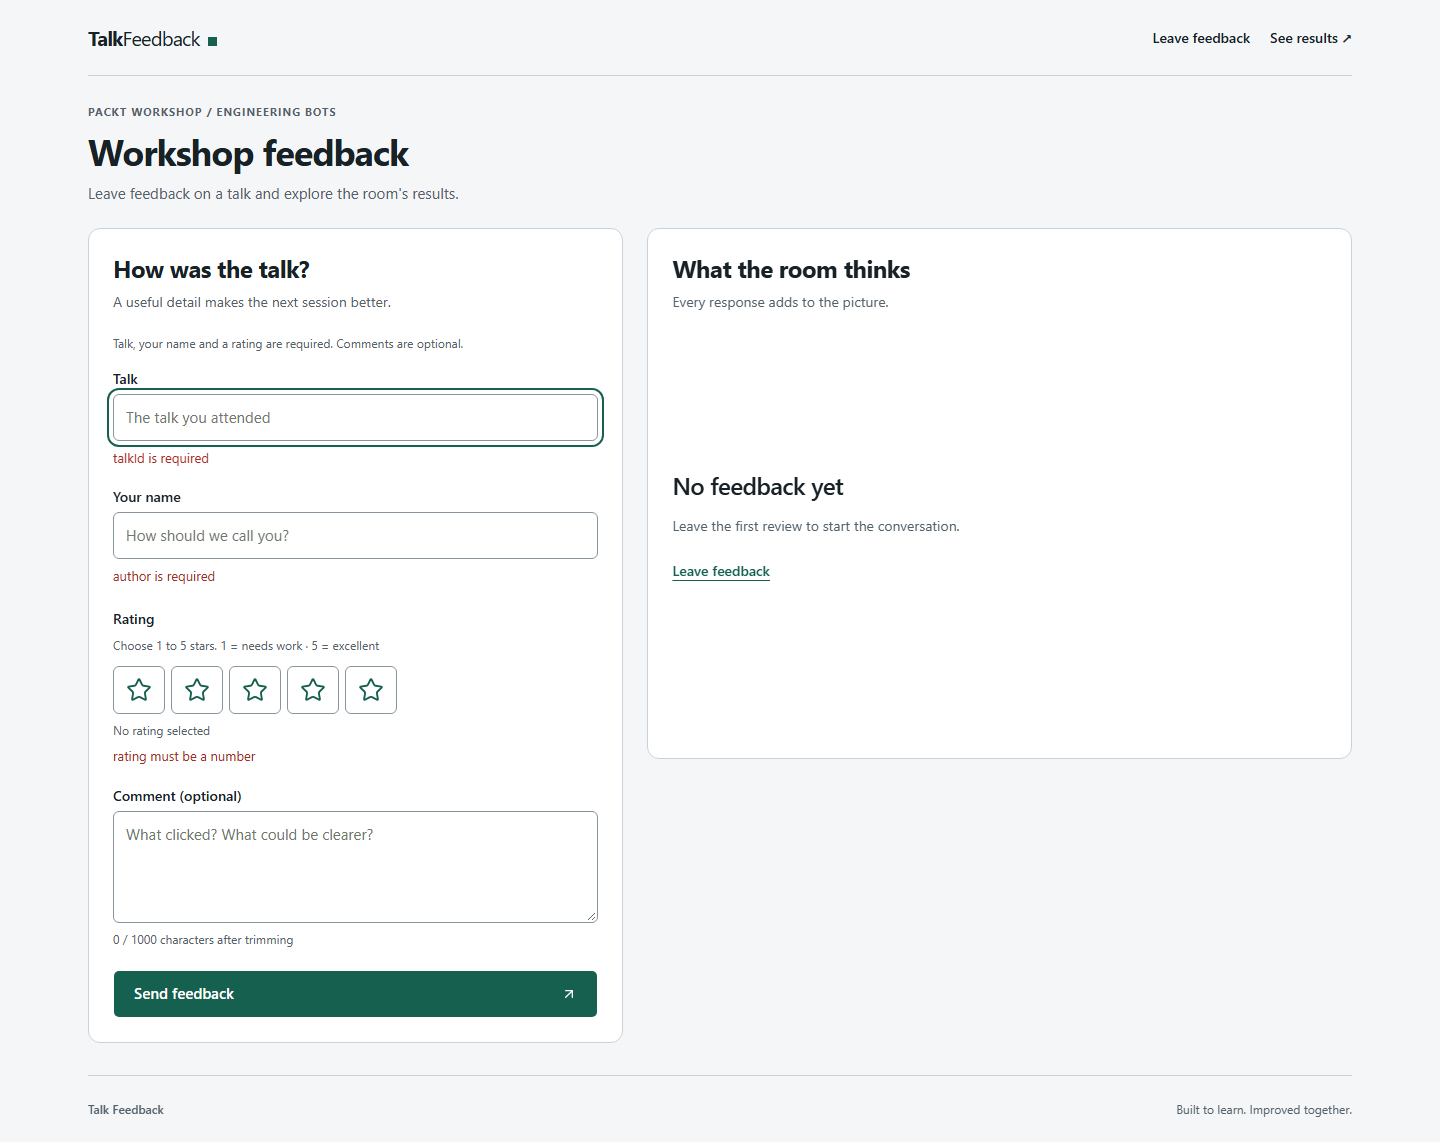 TalkFeedback
Leave feedback
See results ↗
PACKT WORKSHOP / ENGINEERING BOTS
Workshop feedback
Leave feedback on a talk and explore the room's results.
How was the talk?
A useful detail makes the next session better.
Talk, your name and a rating are required. Comments are optional.
Talk
The talk you attended
talkId is required
Your name
How should we call you?
author is required
Rating
Choose 1 to 5 stars. 1 = needs work · 5 = excellent
No rating selected
rating must be a number
Comment (optional)
What clicked? What could be clearer?
0 / 1000 characters after trimming
Send feedback ↗
What the room thinks
Every response adds to the picture.
No feedback yet
Leave the first review to start the conversation.
Leave feedback
Talk Feedback
Built to learn. Improved together.